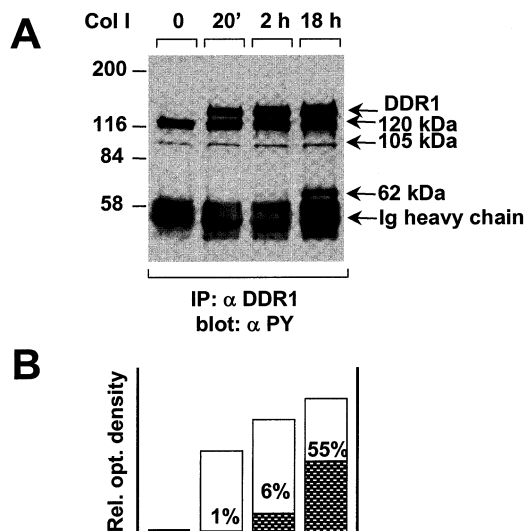 A
Col I 0 20' 2 h 18 h
200
116
84
58
DDR1
120 kDa
105 kDa
62 kDa
Ig heavy chain
IP: α DDR1
blot: α PY
B
Rel. opt. density
1%
6%
55%